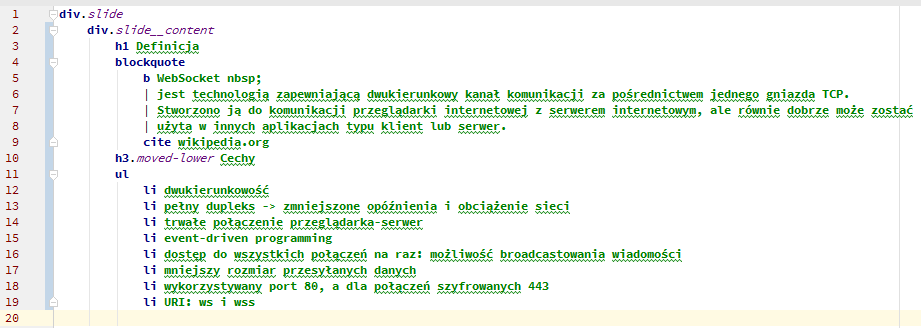 1 div.slide
2 div.slide__content
3 h1 Definicja
4 blockquote
5 b WebSocket nbsp;
6 | jest technologią zapewniającą dwukierunkowy kanał komunikacji za pośrednictwem jednego gniazda TCP.
7 | Stworzono ją do komunikacji przeglądarki internetowej z serwerem internetowym, ale równie dobrze może zostać
8 | użyta w innych aplikacjach typu klient lub serwer.
9 cite wikipedia.org
10 h3.moved-lower Cechy
11 ul
12 li dwukierunkowość
13 li pełny dupleks -> zmniejszone opóźnienia i obciążenie sieci
14 li trwałe połączenie przeglądarka-serwer
15 li event-driven programming
16 li dostęp do wszystkich połączeń na raz: możliwość broadcastowania wiadomości
17 li mniejszy rozmiar przesyłanych danych
18 li wykorzystywany port 80, a dla połączeń szyfrowanych 443
19 li URI: ws i wss
20